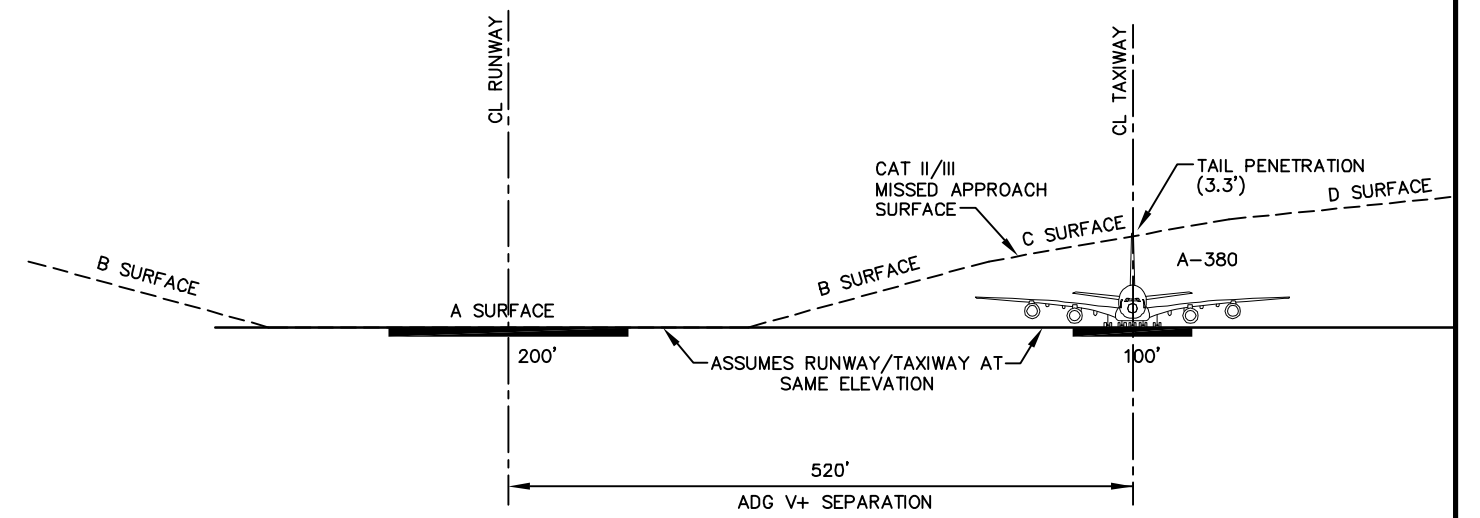 CL RUNWAY
CL TAXIWAY
CAT II/III
MISSED APPROACH
SURFACE
TAIL PENETRATION
(3.3')
D SURFACE
C SURFACE
A-380
B SURFACE
B SURFACE
A SURFACE
200'
100'
ASSUMES RUNWAY/TAXIWAY AT
SAME ELEVATION
520'
ADG V+ SEPARATION